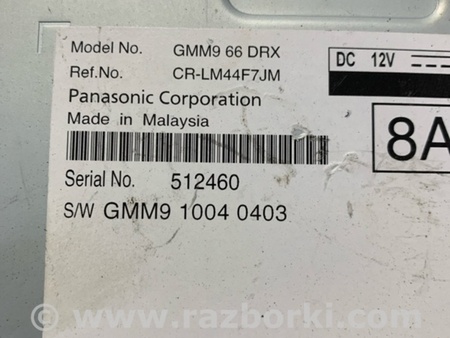 Model No. GMM9 66 DRX
Ref.No. CR-LM44F7JM
Panasonic Corporation
Made in Malaysia
Serial No. 512460
S/W GMM9 1004 0403
DC 12V
8A
www.razborki.com